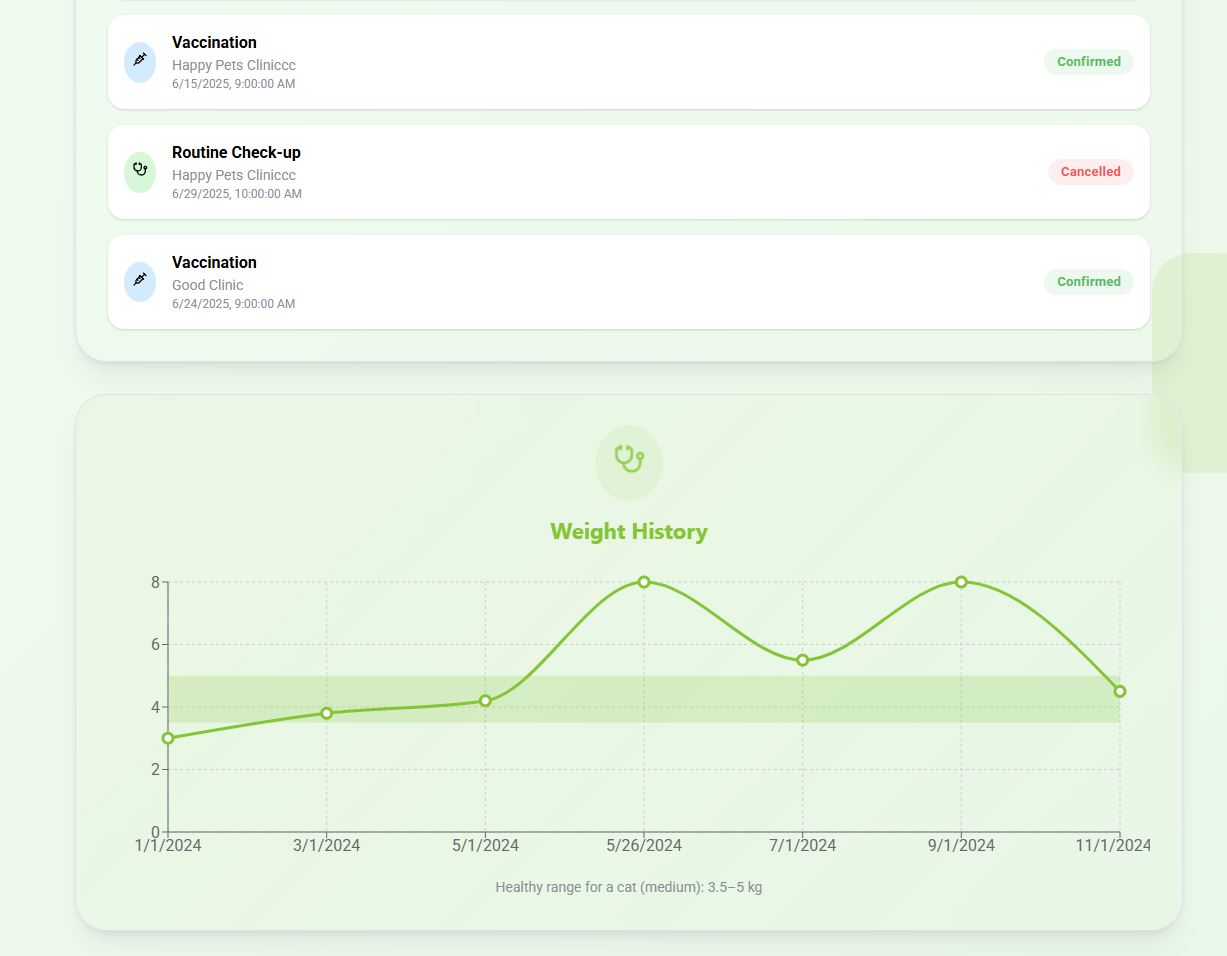 Vaccination
Happy Pets Cliniccc
6/15/2025, 9:00:00 AM
Confirmed
Routine Check-up
Happy Pets Cliniccc
6/29/2025, 10:00:00 AM
Cancelled
Vaccination
Good Clinic
6/24/2025, 9:00:00 AM
Confirmed
Weight History
8
6
4
2
0
1/1/2024 3/1/2024 5/1/2024 5/26/2024 7/1/2024 9/1/2024 11/1/2024
Healthy range for a cat (medium): 3.5–5 kg